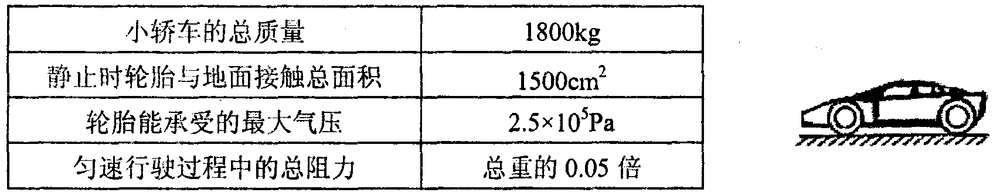 小轿车的总质量 1800kg
静止时轮胎与地面接触总面积 1500cm²
轮胎能承受的最大气压 2.5×10⁵Pa
匀速行驶过程中的总阻力 总重的 0.05 倍